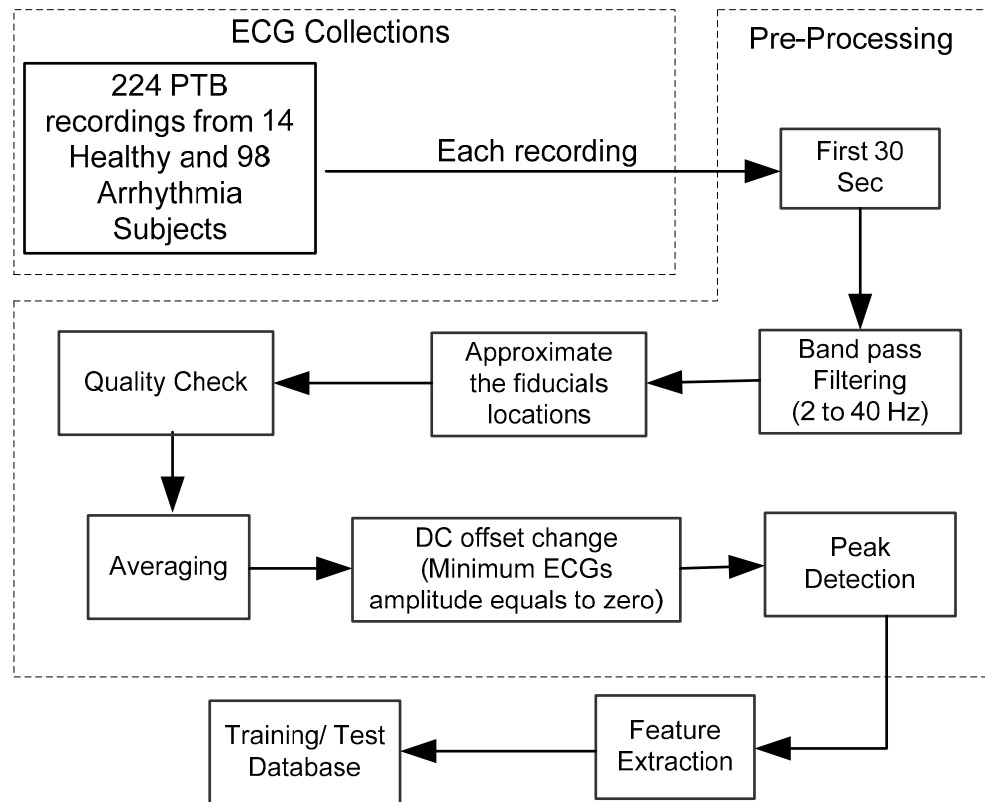 ECG Collections
Pre-Processing
224 PTB
recordings from 14
Healthy and 98
Arrhythmia
Subjects
Each recording
First 30
Sec
Band pass
Filtering
(2 to 40 Hz)
Approximate
the fiducials
locations
Quality Check
Averaging
DC offset change
(Minimum ECGs
amplitude equals to zero)
Peak
Detection
Feature
Extraction
Training/ Test
Database